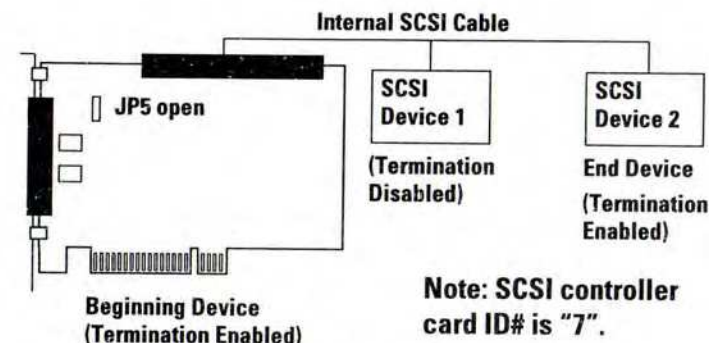 Internal SCSI Cable
JP5 open
SCSI
Device 1
(Termination
Disabled)
SCSI
Device 2
End Device
(Termination
Enabled)
Beginning Device
(Termination Enabled)
Note: SCSI controller
card ID# is "7".